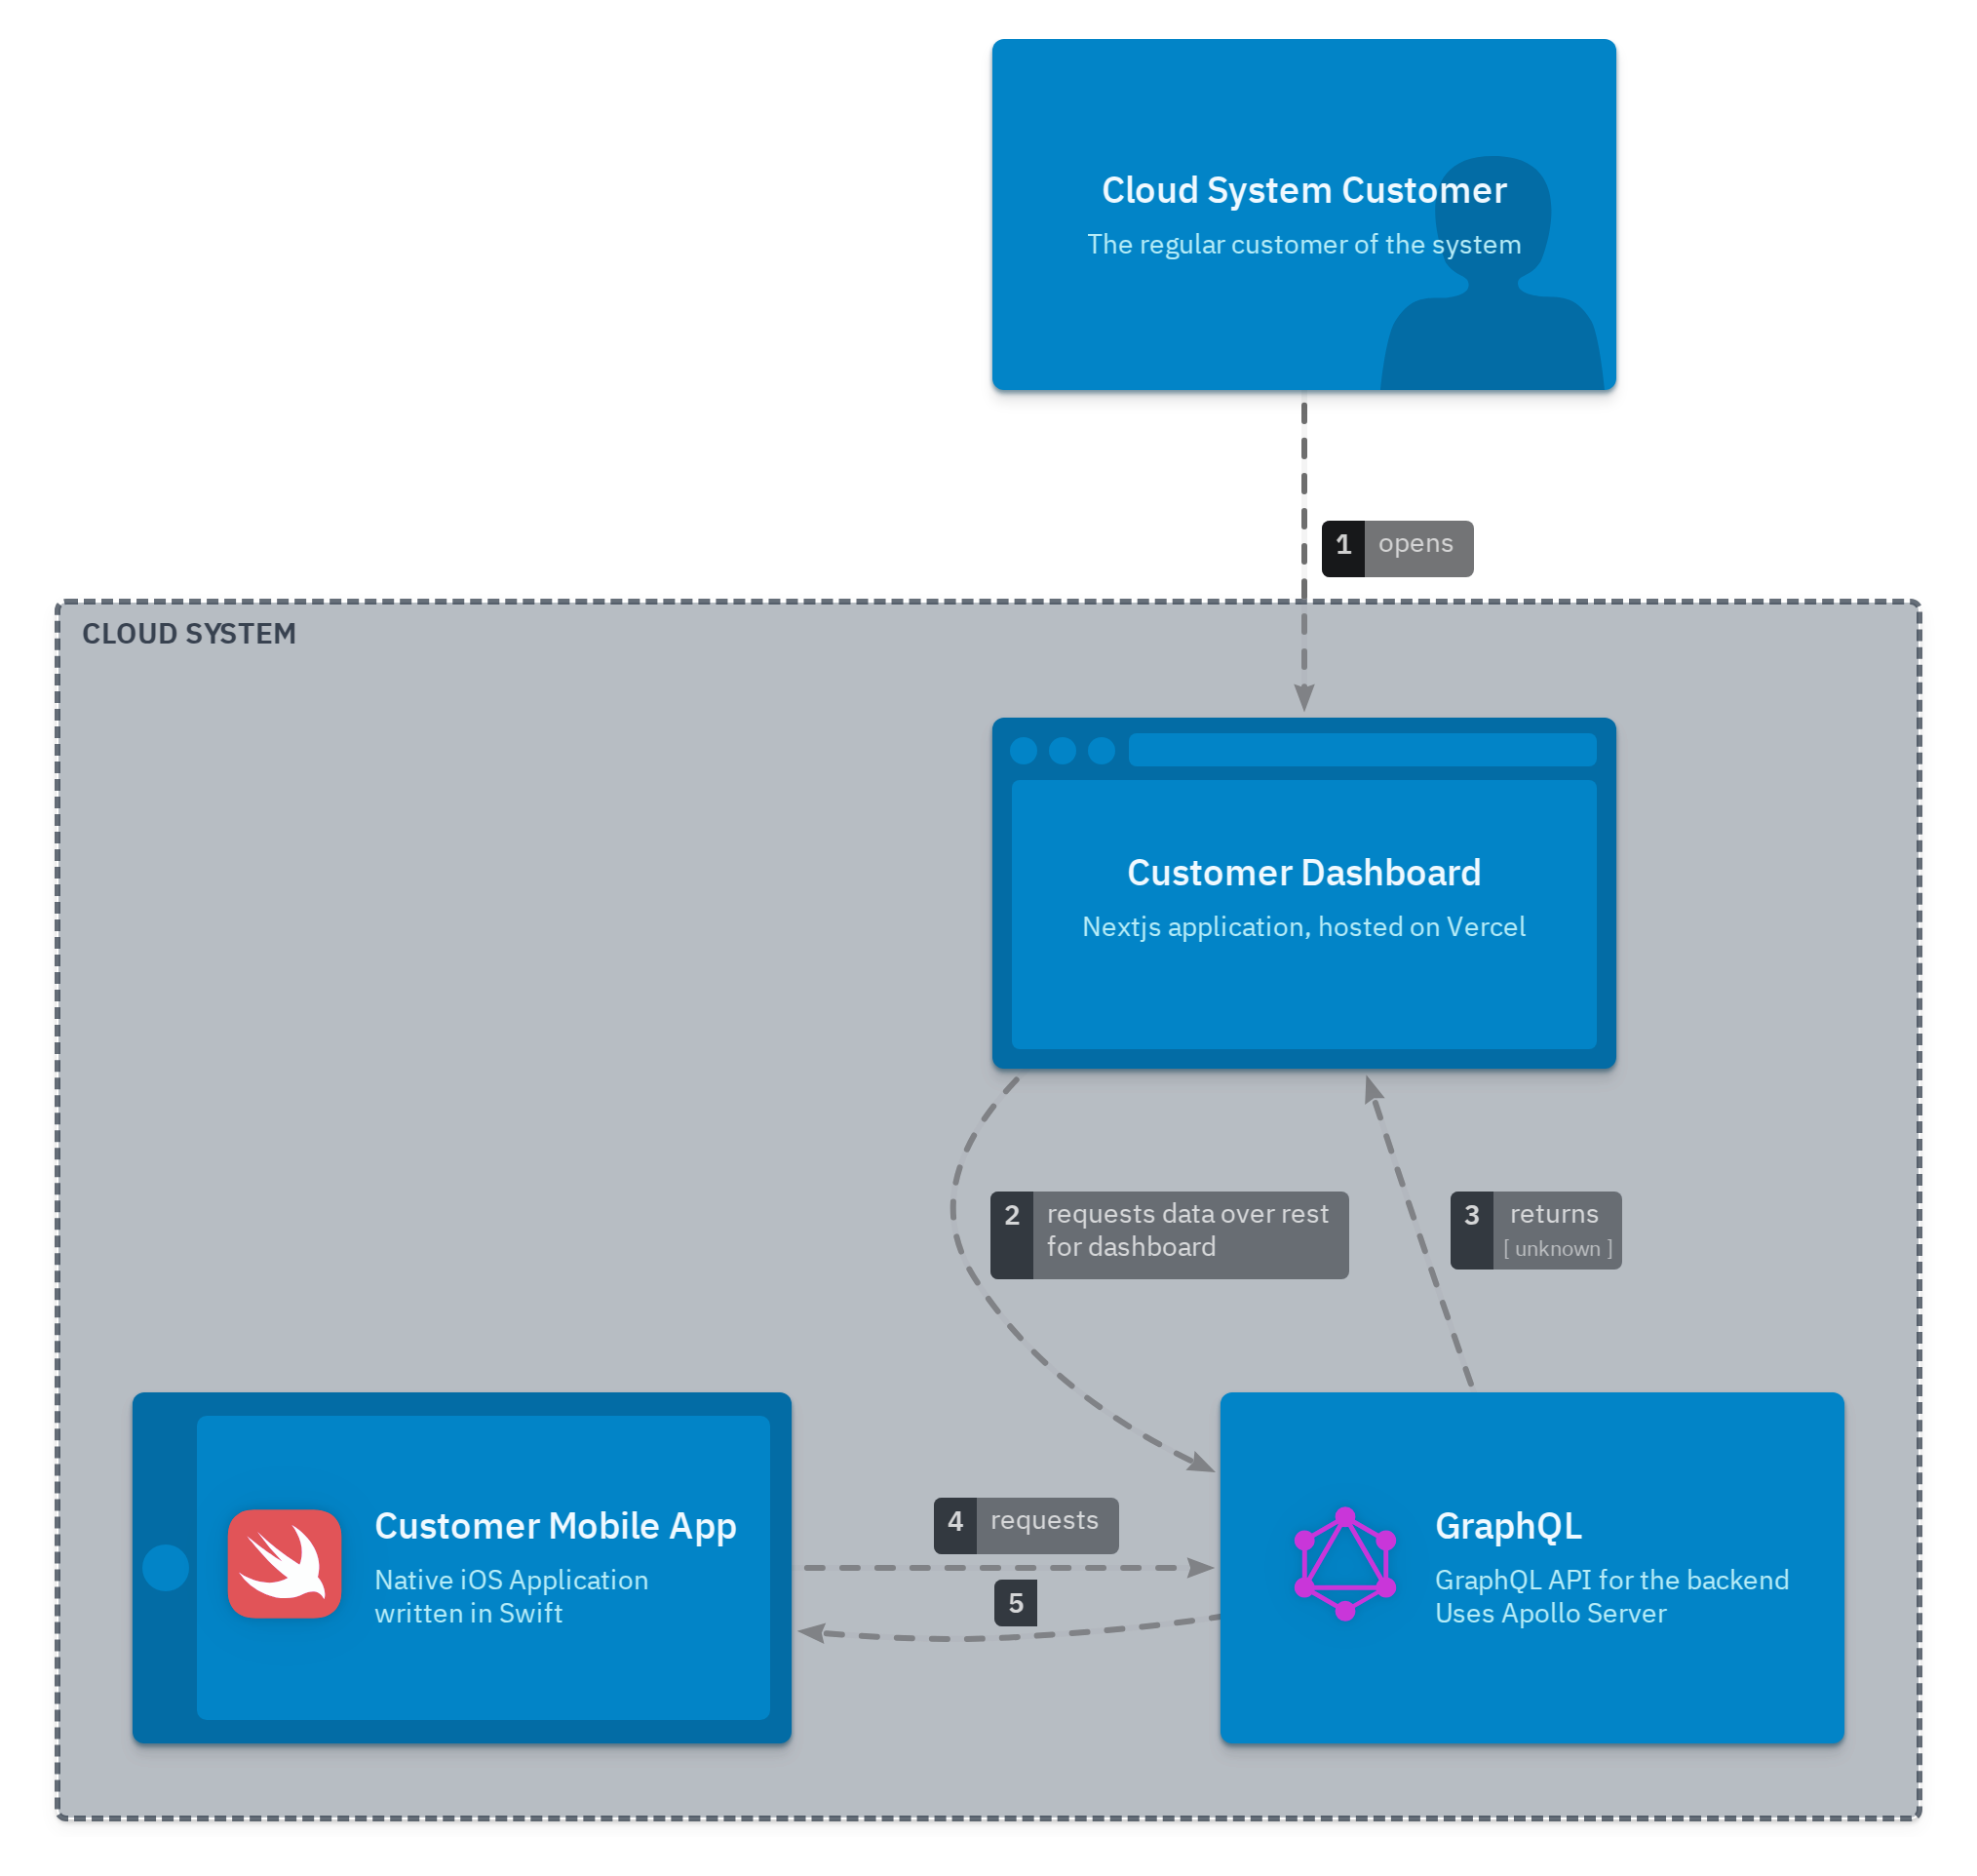 Cloud System Customer
The regular customer of the system
1 opens
CLOUD SYSTEM
Customer Dashboard
Nextjs application, hosted on Vercel
2 requests data over rest
for dashboard
3 returns
[ unknown ]
4 requests
5
Customer Mobile App
Native iOS Application
written in Swift
GraphQL
GraphQL API for the backend
Uses Apollo Server